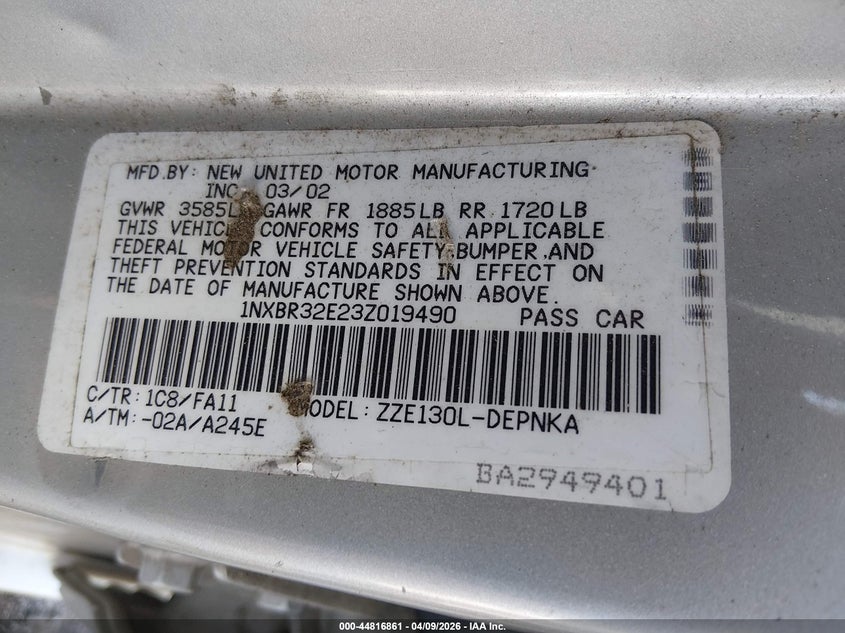 MFD.BY: NEW UNITED MOTOR MANUFACTURING
INC. 03/02
GVWR 3585L GAWR FR 1885LB RR 1720LB
THIS VEHICLE CONFORMS TO ALL APPLICABLE
FEDERAL MOTOR VEHICLE SAFETY,BUMPER,AND
THEFT PREVENTION STANDARDS IN EFFECT ON
THE DATE OF MANUFACTURE SHOWN ABOVE.
1NXBR32E23Z019490 PASS CAR
C/TR:1C8/FA11
A/TM:-02A/A245E
MODEL: ZZE130L-DEPNKA
BA2949401
000-44816861 - 04/09/2026 - IAA Inc.